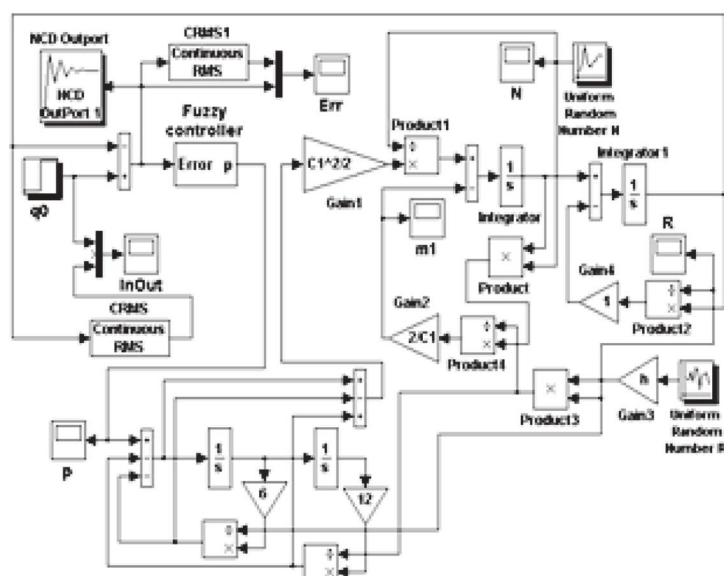 NCD Outport
NCD
OutPort 1
CRMS1
Continuous
RMS
Err
Fuzzy
controller
Error p
q0
InOut
CRMS
Continuous
RMS
C1^2/2
Gain1
Product1
÷
×
N
Uniform
Random
Number N
1
s
Integrator
Integrator1
1
s
m1
×
Product
R
Gain4
1
÷
×
Product2
Gain2
2/C1
÷
×
Product4
×
Product3
h
Gain3
Uniform
Random
Number R
P
1
s
1
s
6
12
÷
×
÷
×